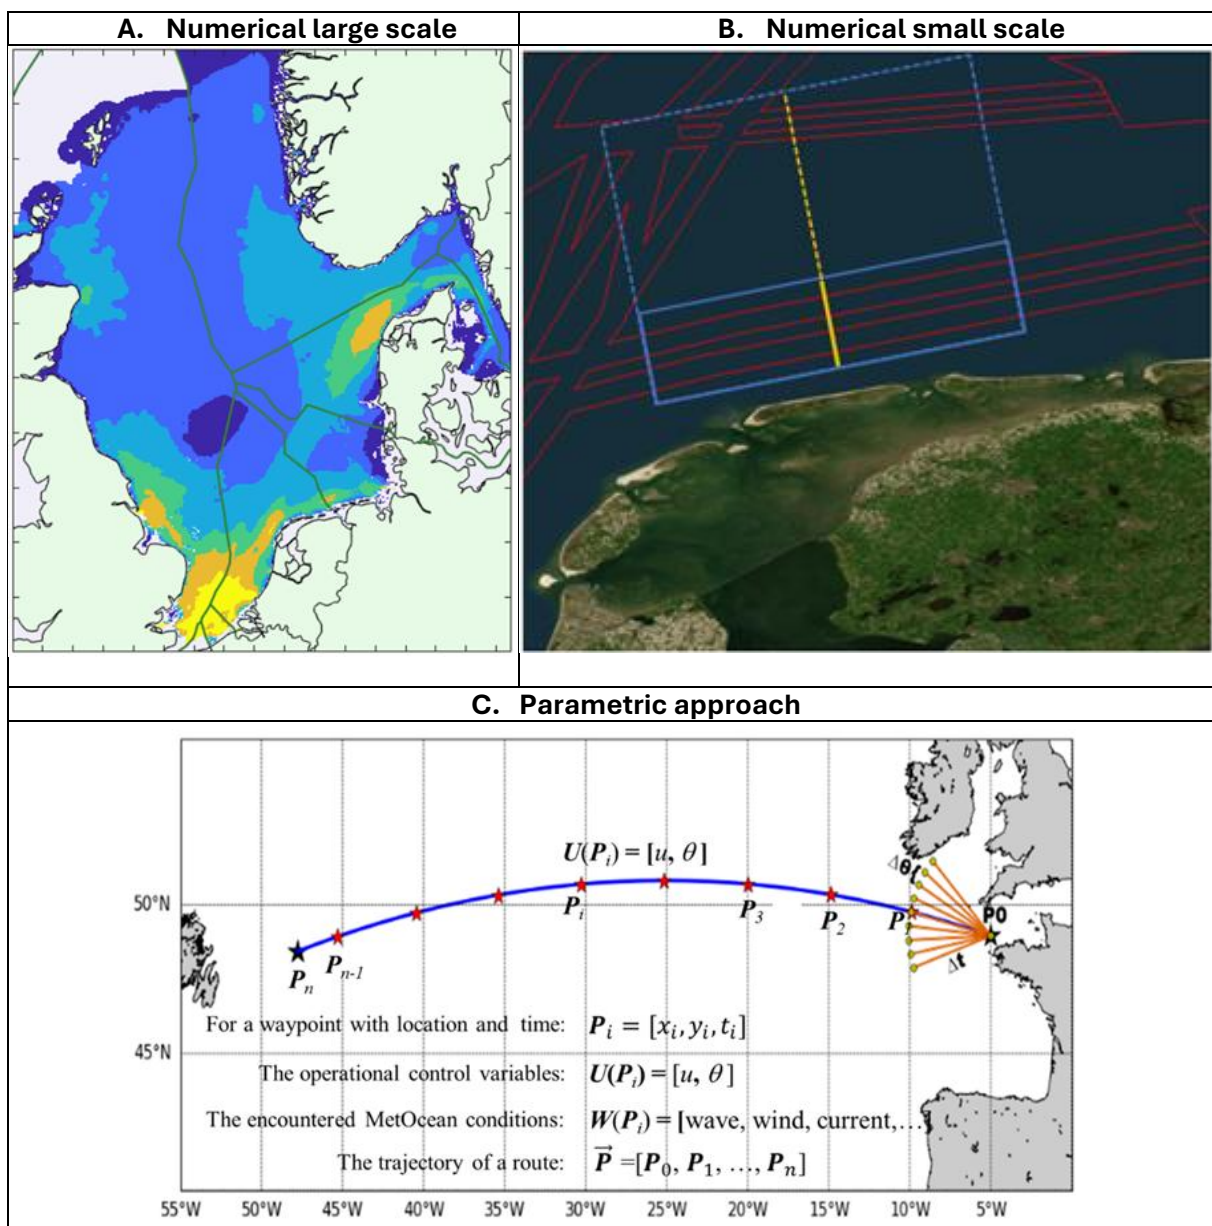 A. Numerical large scale
B. Numerical small scale
C. Parametric approach
U(Pᵢ) = [u, θ]
Δθt
50°N
Pᵢ
P₃
P₂
P₁
P0
Δt
Pₙ
Pₙ₋₁
For a waypoint with location and time: Pᵢ = [xᵢ, yᵢ, tᵢ]
45°N
The operational control variables: U(Pᵢ) = [u, θ]
The encountered MetOcean conditions: W(Pᵢ) = [wave, wind, current,…
The trajectory of a route: P⃗ =[P₀, P₁, …, Pₙ]
55°W 50°W 45°W 40°W 35°W 30°W 25°W 20°W 15°W 10°W 5°W